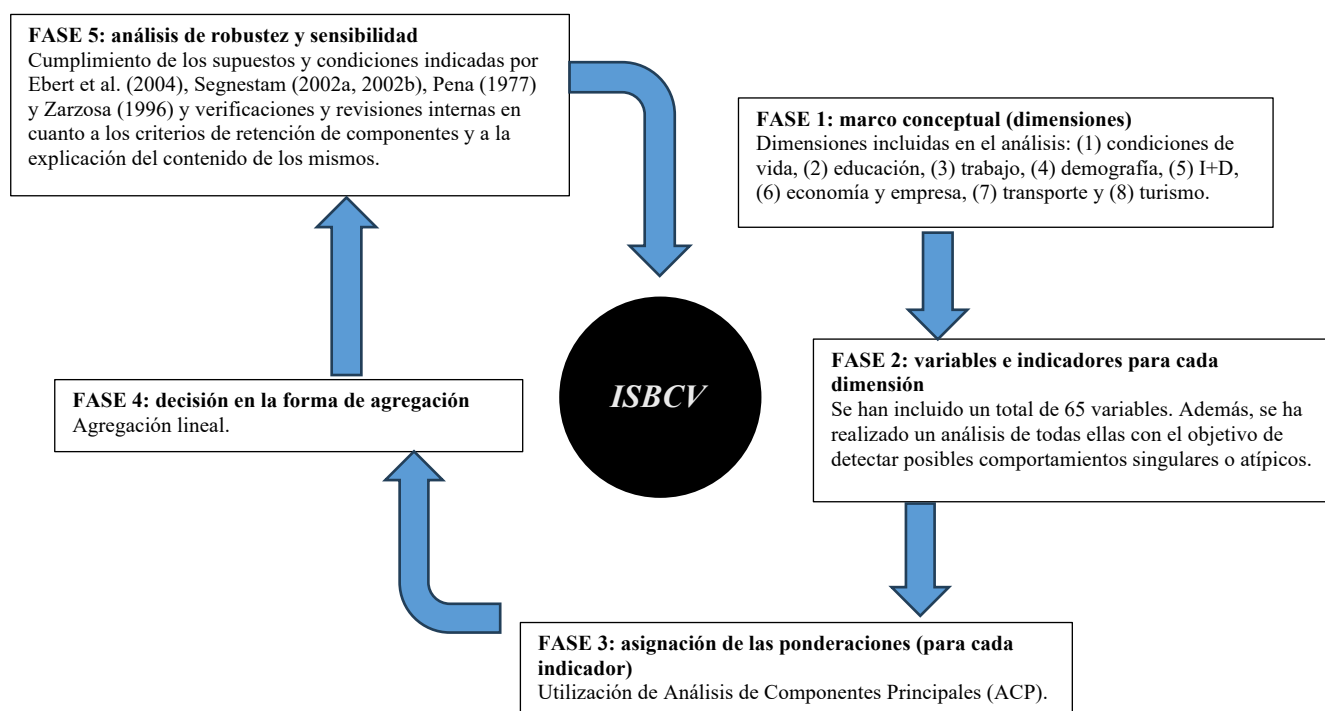 FASE 5: análisis de robustez y sensibilidad
Cumplimiento de los supuestos y condiciones indicadas por
Ebert et al. (2004), Segnestam (2002a, 2002b), Pena (1977)
y Zarzosa (1996) y verificaciones y revisiones internas en
cuanto a los criterios de retención de componentes y a la
explicación del contenido de los mismos.
FASE 1: marco conceptual (dimensiones)
Dimensiones incluidas en el análisis: (1) condiciones de
vida, (2) educación, (3) trabajo, (4) demografía, (5) I+D,
(6) economía y empresa, (7) transporte y (8) turismo.
FASE 2: variables e indicadores para cada
dimensión
Se han incluido un total de 65 variables. Además, se ha
realizado un análisis de todas ellas con el objetivo de
detectar posibles comportamientos singulares o atípicos.
ISBCV
FASE 4: decisión en la forma de agregación
Agregación lineal.
FASE 3: asignación de las ponderaciones (para cada
indicador)
Utilización de Análisis de Componentes Principales (ACP).